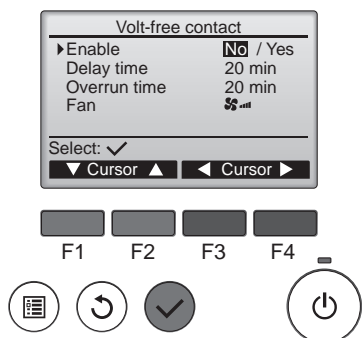 Volt-free contact
Enable No / Yes
Delay time 20 min
Overrun time 20 min
Fan
Select:
Cursor Cursor
F1 F2 F3 F4